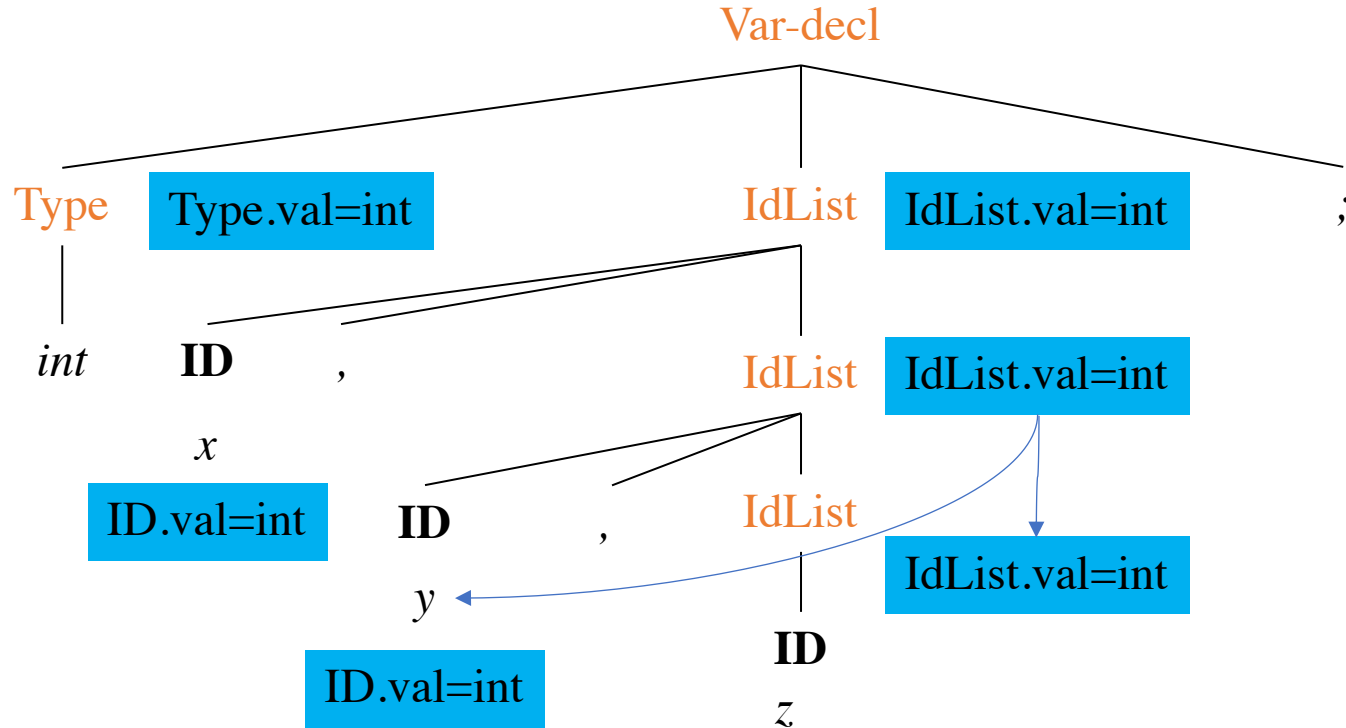 Var-decl
Type
Type.val=int
IdList
IdList.val=int
;
int
ID
,
IdList
IdList.val=int
x
ID.val=int
ID
,
IdList
IdList.val=int
y
ID
ID.val=int
z